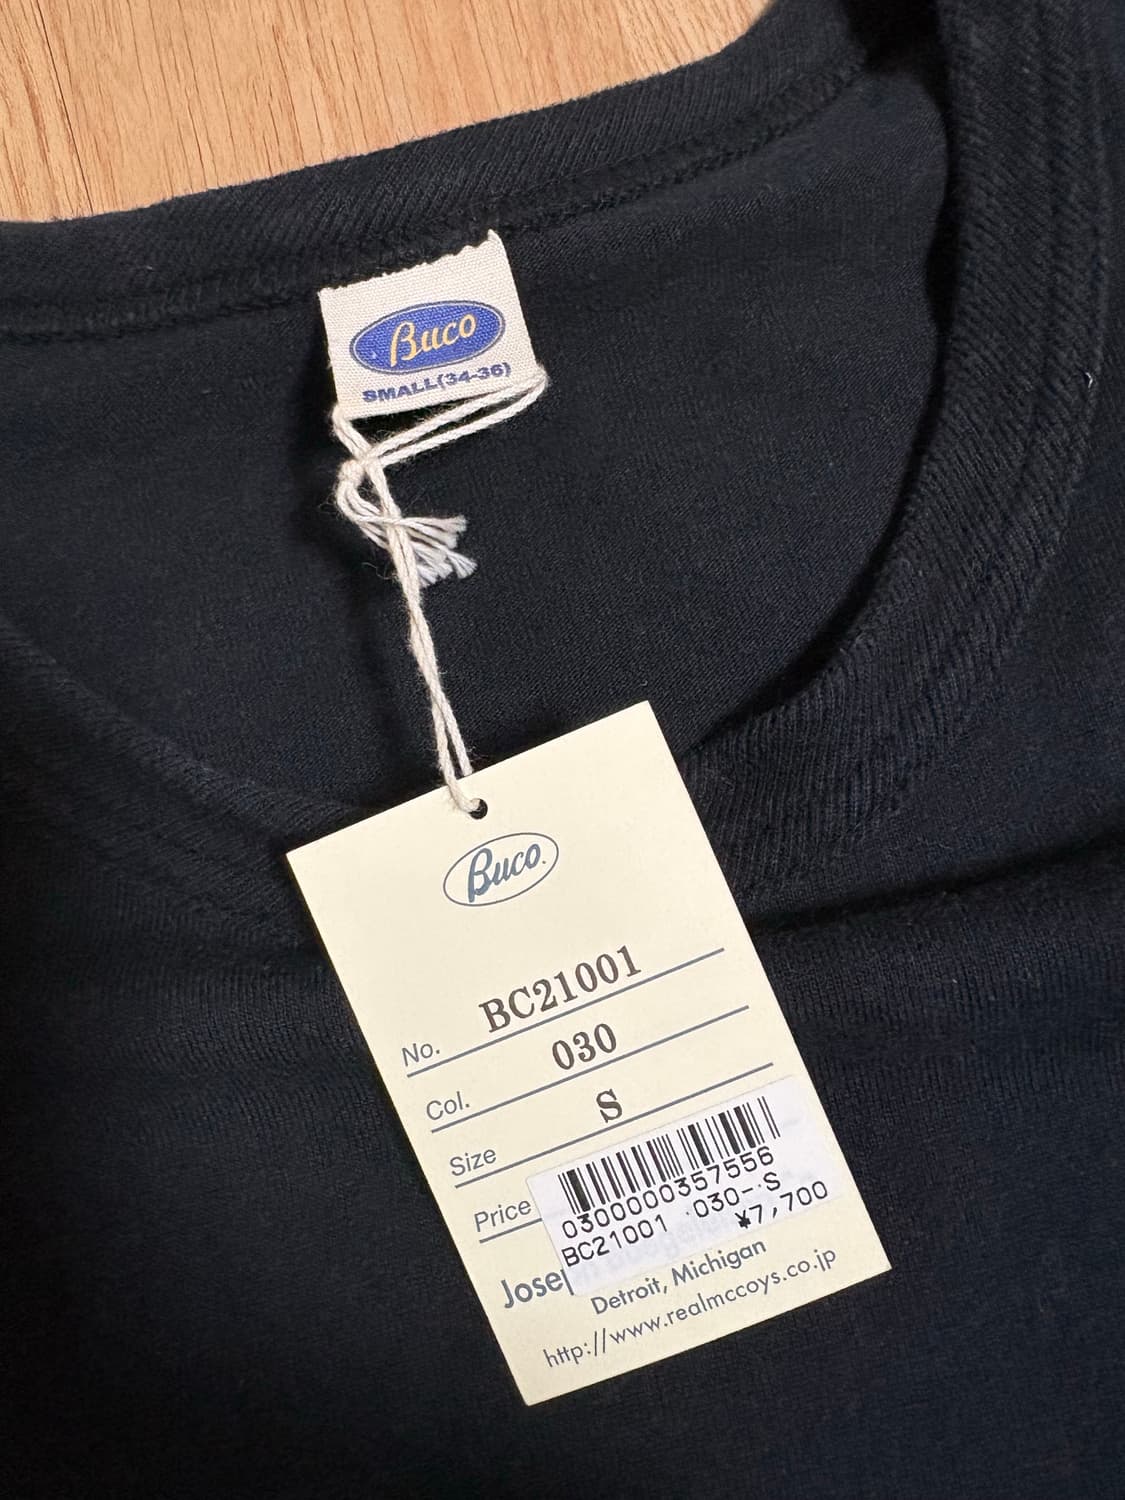 Buco
SMALL(34-36)
Buco.
No. BC21001
Col. 030
Size S
Price
0300000357556
BC21001 030- S
¥7,700
Detroit, Michigan
http://www.realmccoys.co.jp